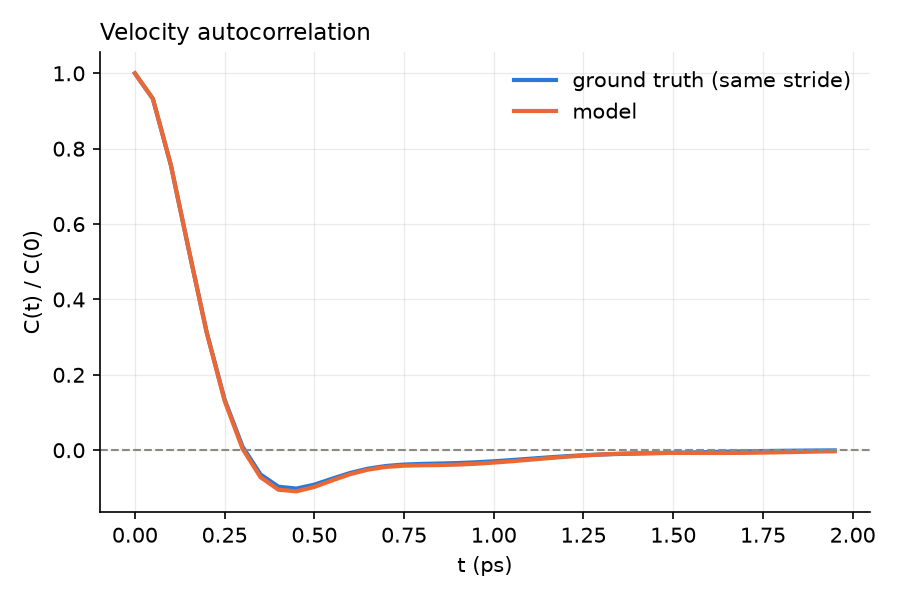 Velocity autocorrelation
ground truth (same stride)
model
C(t) / C(0)
1.0
0.8
0.6
0.4
0.2
0.0
0.00 0.25 0.50 0.75 1.00 1.25 1.50 1.75 2.00
t (ps)